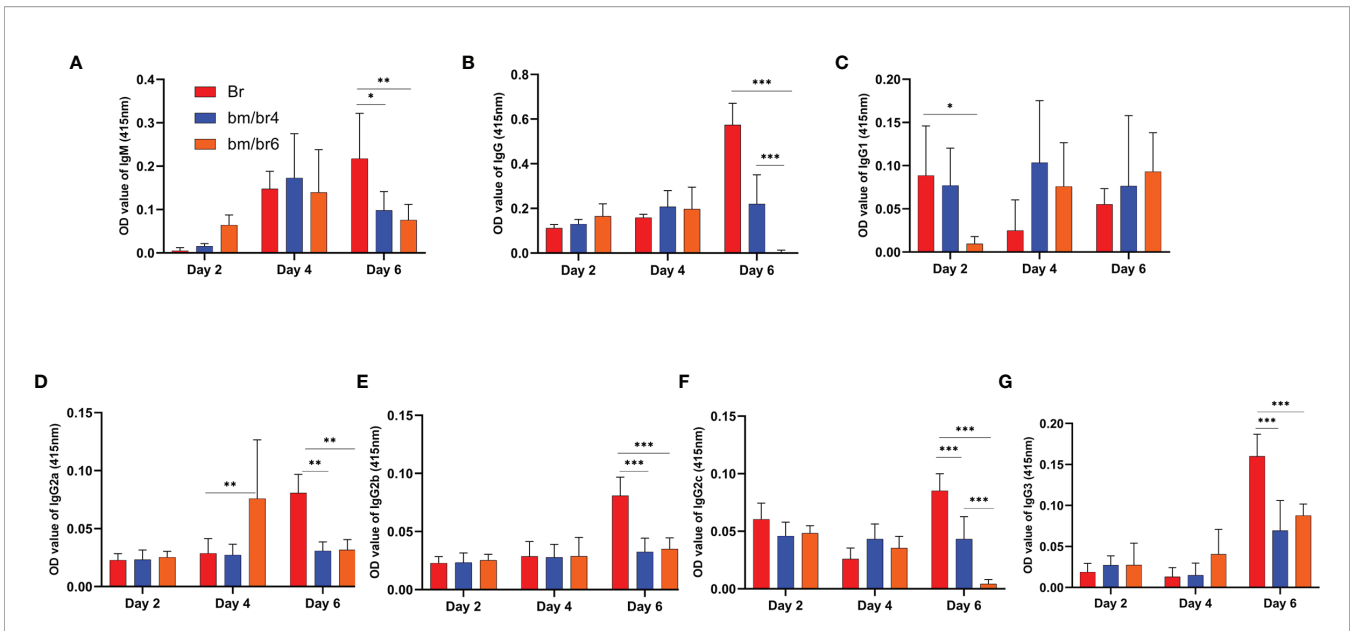 A
OD value of IgM (415nm)
0.4
0.3
0.2
0.1
0.0
Br
bm/br4
bm/br6
**
*
Day 2 Day 4 Day 6
B
OD value of IgG (415nm)
0.8
0.6
0.4
0.2
0.0
***
***
Day 2 Day 4 Day 6
C
OD value of IgG1 (415nm)
0.20
0.15
0.10
0.05
0.00
*
Day 2 Day 4 Day 6
D
OD value of IgG2a (415nm)
0.15
0.10
0.05
0.00
**
**
**
Day 2 Day 4 Day 6
E
OD value of IgG2b (415nm)
0.15
0.10
0.05
0.00
***
***
Day 2 Day 4 Day 6
F
OD value of IgG2c (415nm)
0.15
0.10
0.05
0.00
***
***
***
Day 2 Day 4 Day 6
G
OD value of IgG3 (415nm)
0.20
0.15
0.10
0.05
0.00
***
***
Day 2 Day 4 Day 6